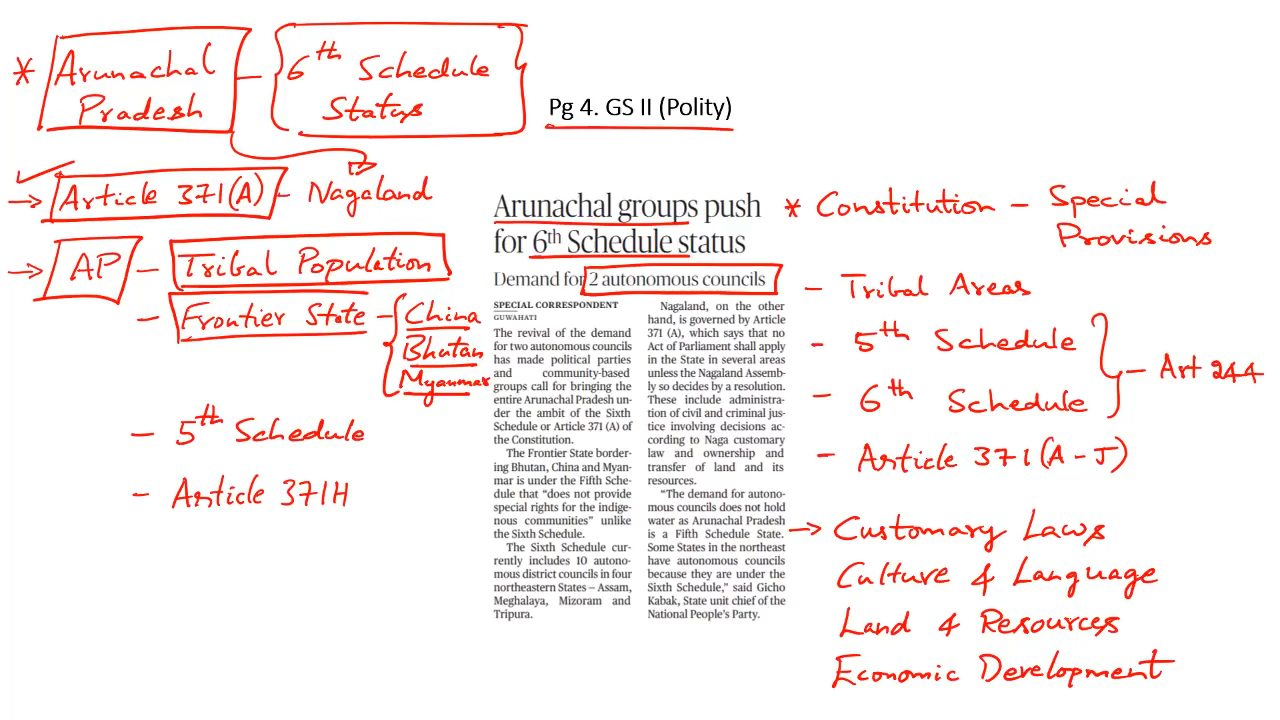 * Arunachal Pradesh – 6th Schedule Status
→ Article 371(A) – Nagaland
→ AP – Tribal Population
– Frontier State – China
Bhutan
Myanmar
– 5th Schedule
– Article 371H
Pg 4. GS II (Polity)
Arunachal groups push
for 6th Schedule status
Demand for 2 autonomous councils
SPECIAL CORRESPONDENT
GUWAHATI
The revival of the demand
for two autonomous councils
has made political parties
and community-based
groups call for bringing the
entire Arunachal Pradesh un-
der the ambit of the Sixth
Schedule or Article 371 (A) of
the Constitution.
The Frontier State border-
ing Bhutan, China and Myan-
mar is under the Fifth Sche-
dule that “does not provide
special rights for the indige-
nous communities” unlike
the Sixth Schedule.
The Sixth Schedule cur-
rently includes 10 autono-
mous district councils in four
northeastern States – Assam,
Meghalaya, Mizoram and
Tripura.
Nagaland, on the other
hand, is governed by Article
371 (A), which says that no
Act of Parliament shall apply
in the State in several areas
unless the Nagaland Assemb-
ly so decides by a resolution.
These include administra-
tion of civil and criminal jus-
tice involving decisions ac-
cording to Naga customary
law and ownership and
transfer of land and its
resources.
“The demand for autono-
mous councils does not hold
water as Arunachal Pradesh
is a Fifth Schedule State.
Some States in the northeast
have autonomous councils
because they are under the
Sixth Schedule,” said Gicho
Kabak, State unit chief of the
National People’s Party.
* Constitution – Special
Provisions
– Tribal Areas
– 5th Schedule
– 6th Schedule
– Art 244
– Article 371(A-J)
→ Customary Laws
Culture & Language
Land & Resources
Economic Development